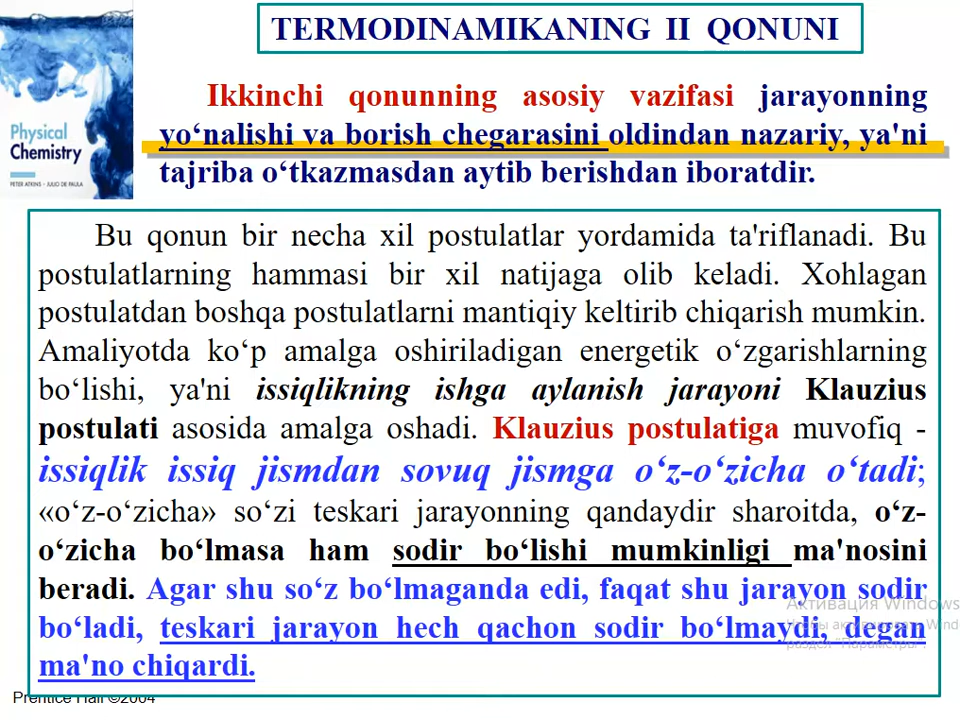 TERMODINAMIKANING II QONUNI
Physical
Chemistry
PETER ATKINS · JULIO DE PAULA
Ikkinchi qonunning asosiy vazifasi jarayonning
yo‘nalishi va borish chegarasini oldindan nazariy, ya'ni
tajriba o‘tkazmasdan aytib berishdan iboratdir.
Bu qonun bir necha xil postulatlar yordamida ta'riflanadi. Bu
postulatlarning hammasi bir xil natijaga olib keladi. Xohlagan
postulatdan boshqa postulatlarni mantiqiy keltirib chiqarish mumkin.
Amaliyotda ko‘p amalga oshiriladigan energetik o‘zgarishlarning
bo‘lishi, ya'ni issiqlikning ishga aylanish jarayoni Klauzius
postulati asosida amalga oshadi. Klauzius postulatiga muvofiq -
issiqlik issiq jismdan sovuq jismga o‘z-o‘zicha o‘tadi;
«o‘z-o‘zicha» so‘zi teskari jarayonning qandaydir sharoitda, o‘z-
o‘zicha bo‘lmasa ham sodir bo‘lishi mumkinligi ma'nosini
beradi. Agar shu so‘z bo‘lmaganda edi, faqat shu jarayon sodir
bo‘ladi, teskari jarayon hech qachon sodir bo‘lmaydi, degan
ma'no chiqardi.
Активация Windows
Чтобы активировать Wind
раздел "Параметры".
Prentice Hall ©2004